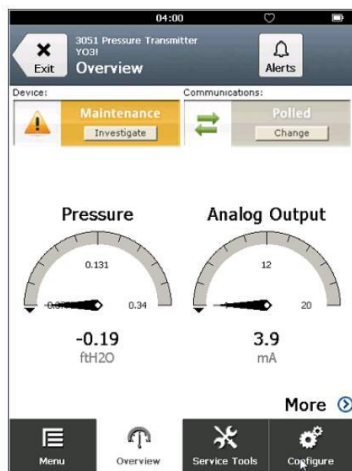 04:00
3051 Pressure Transmitter
YO3!
Overview
Exit
Alerts
Device:
Communications:
Maintenance
Investigate
Polled
Change
Pressure
Analog Output
0.131
0.34
12
20
-0.19
ftH2O
3.9
mA
More
Menu
Overview
Service Tools
Configure